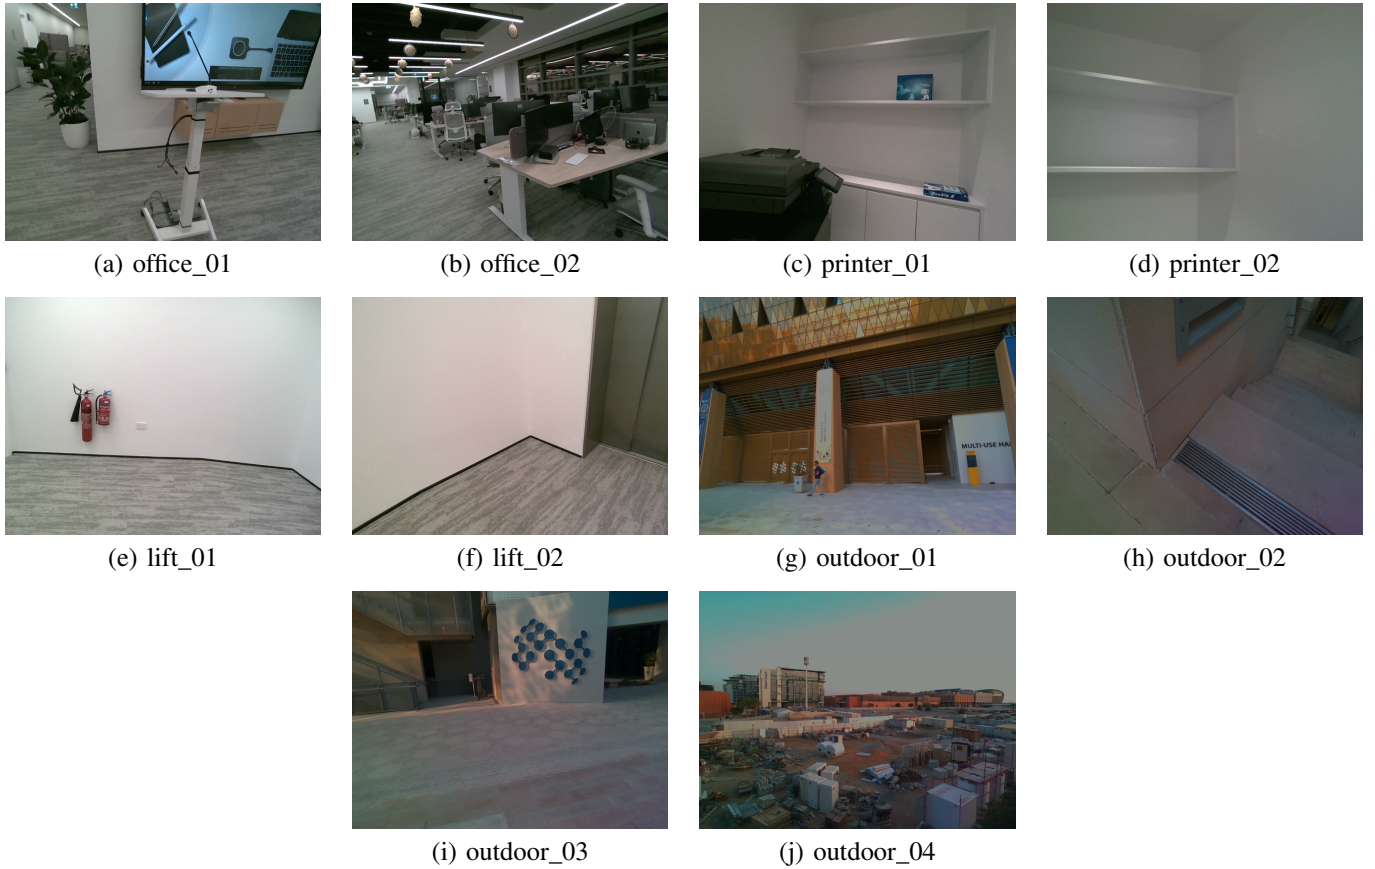 (a) office_01
(b) office_02
(c) printer_01
(d) printer_02
MULTI-USE HA
(e) lift_01
(f) lift_02
(g) outdoor_01
(h) outdoor_02
(i) outdoor_03
(j) outdoor_04